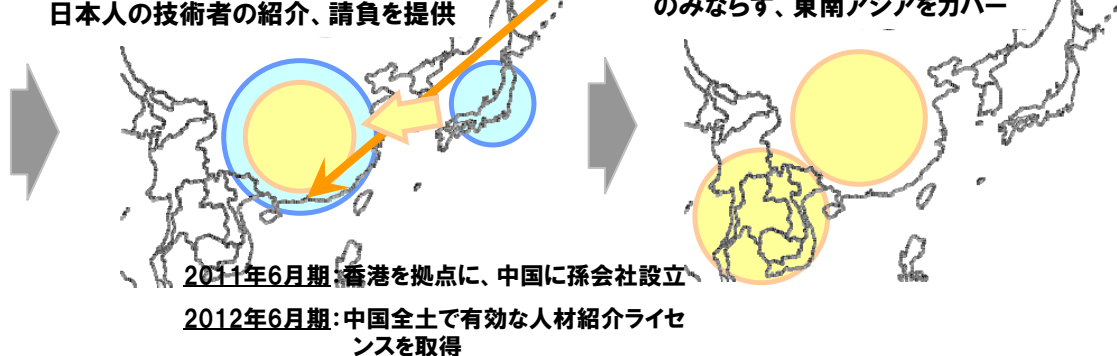 日本人の技術者の紹介、請負を提供
のみならず、東南アジアをカバー
2011年6月期:香港を拠点に、中国に孫会社設立
2012年6月期:中国全土で有効な人材紹介ライセ
ンスを取得